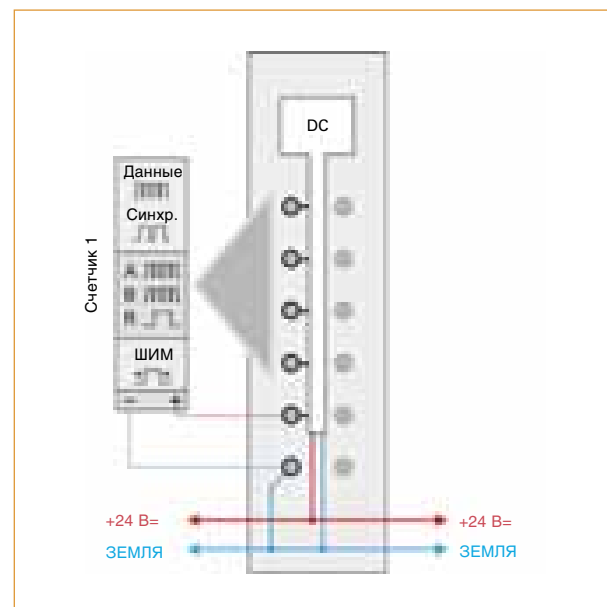 DC
Данные
Синхр.
Счетчик 1
A
B
R
ШИМ
- +
+24 В=
+24 В=
ЗЕМЛЯ
ЗЕМЛЯ